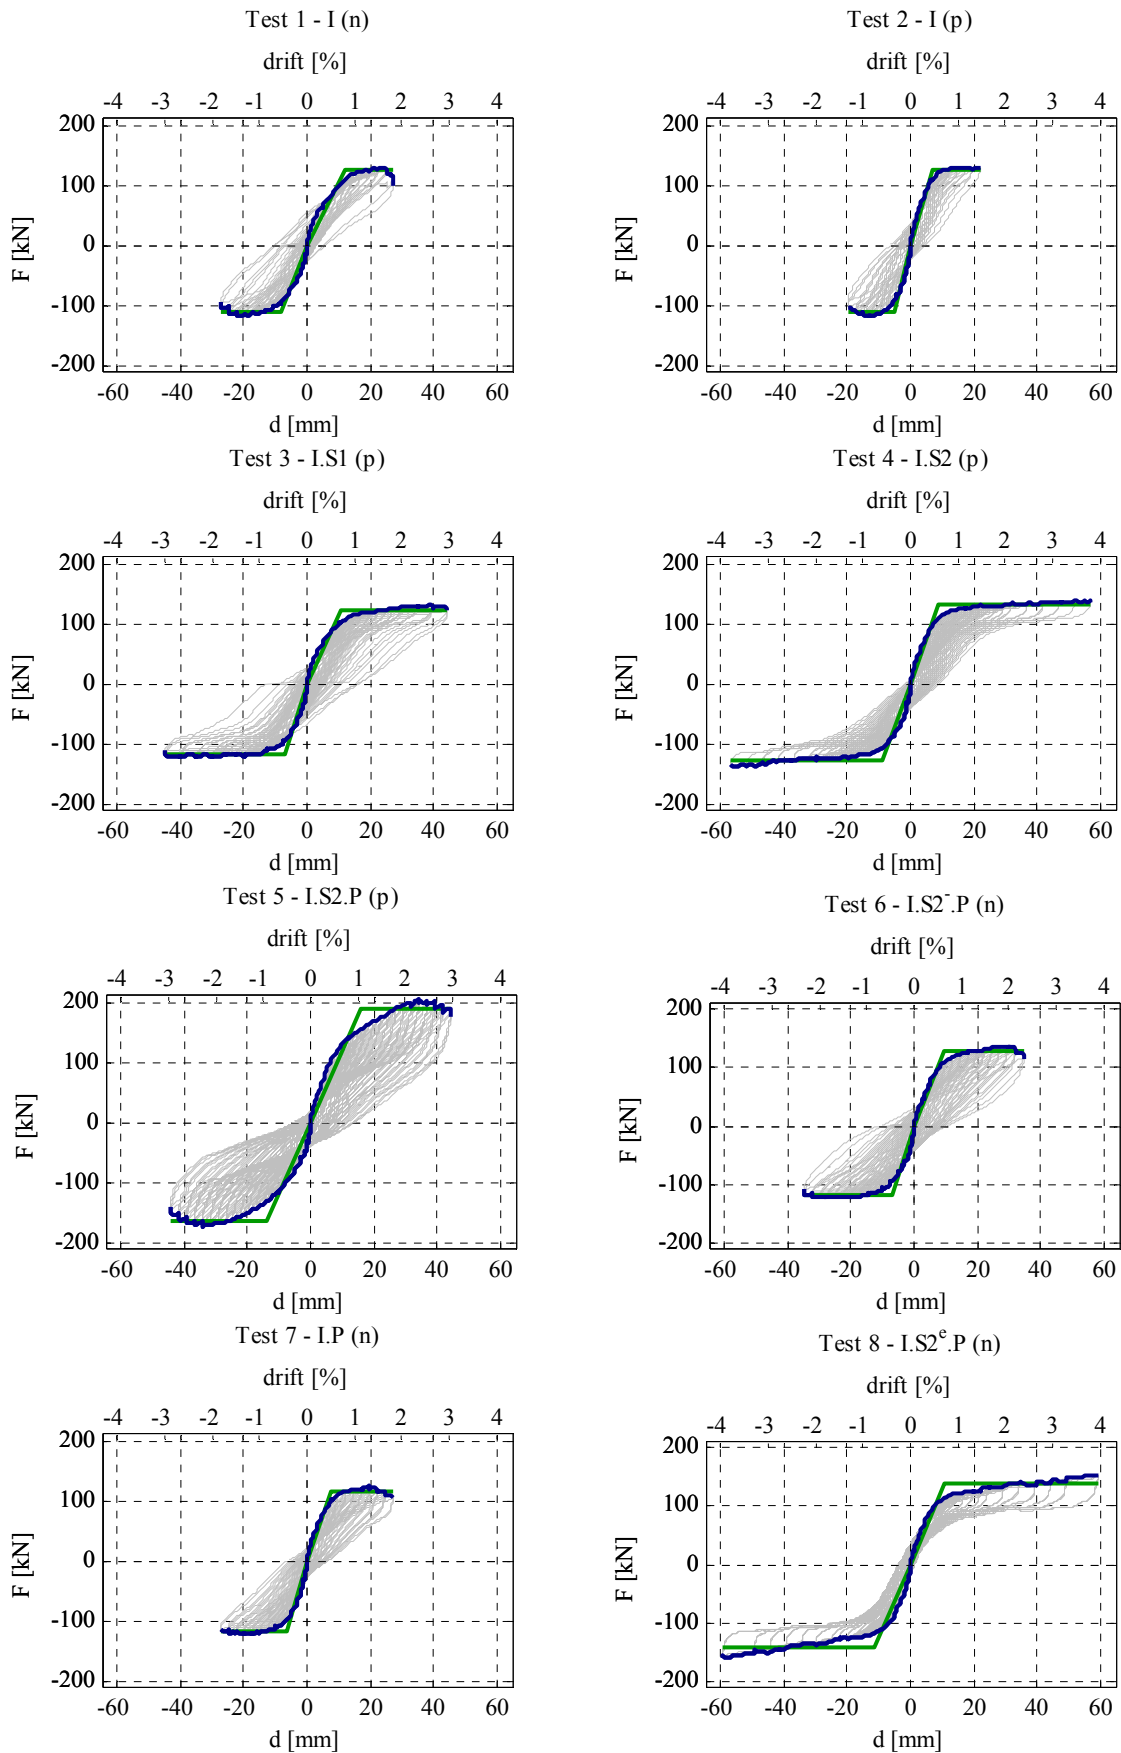 Test 1 - I (n)
drift [%]
-4 -3 -2 -1 0 1 2 3 4
200
100
0
-100
-200
F [kN]
-60 -40 -20 0 20 40 60
d [mm]
Test 2 - I (p)
drift [%]
-4 -3 -2 -1 0 1 2 3 4
200
100
0
-100
-200
F [kN]
-60 -40 -20 0 20 40 60
d [mm]
Test 3 - I.S1 (p)
drift [%]
-4 -3 -2 -1 0 1 2 3 4
200
100
0
-100
-200
F [kN]
-60 -40 -20 0 20 40 60
d [mm]
Test 4 - I.S2 (p)
drift [%]
-4 -3 -2 -1 0 1 2 3 4
200
100
0
-100
-200
F [kN]
-60 -40 -20 0 20 40 60
d [mm]
Test 5 - I.S2.P (p)
drift [%]
-4 -3 -2 -1 0 1 2 3 4
200
100
0
-100
-200
F [kN]
-60 -40 -20 0 20 40 60
d [mm]
Test 6 - I.S2⁻.P (n)
drift [%]
-4 -3 -2 -1 0 1 2 3 4
200
100
0
-100
-200
F [kN]
-60 -40 -20 0 20 40 60
d [mm]
Test 7 - I.P (n)
drift [%]
-4 -3 -2 -1 0 1 2 3 4
200
100
0
-100
-200
F [kN]
-60 -40 -20 0 20 40 60
d [mm]
Test 8 - I.S2ᵉ.P (n)
drift [%]
-4 -3 -2 -1 0 1 2 3 4
200
100
0
-100
-200
F [kN]
-60 -40 -20 0 20 40 60
d [mm]